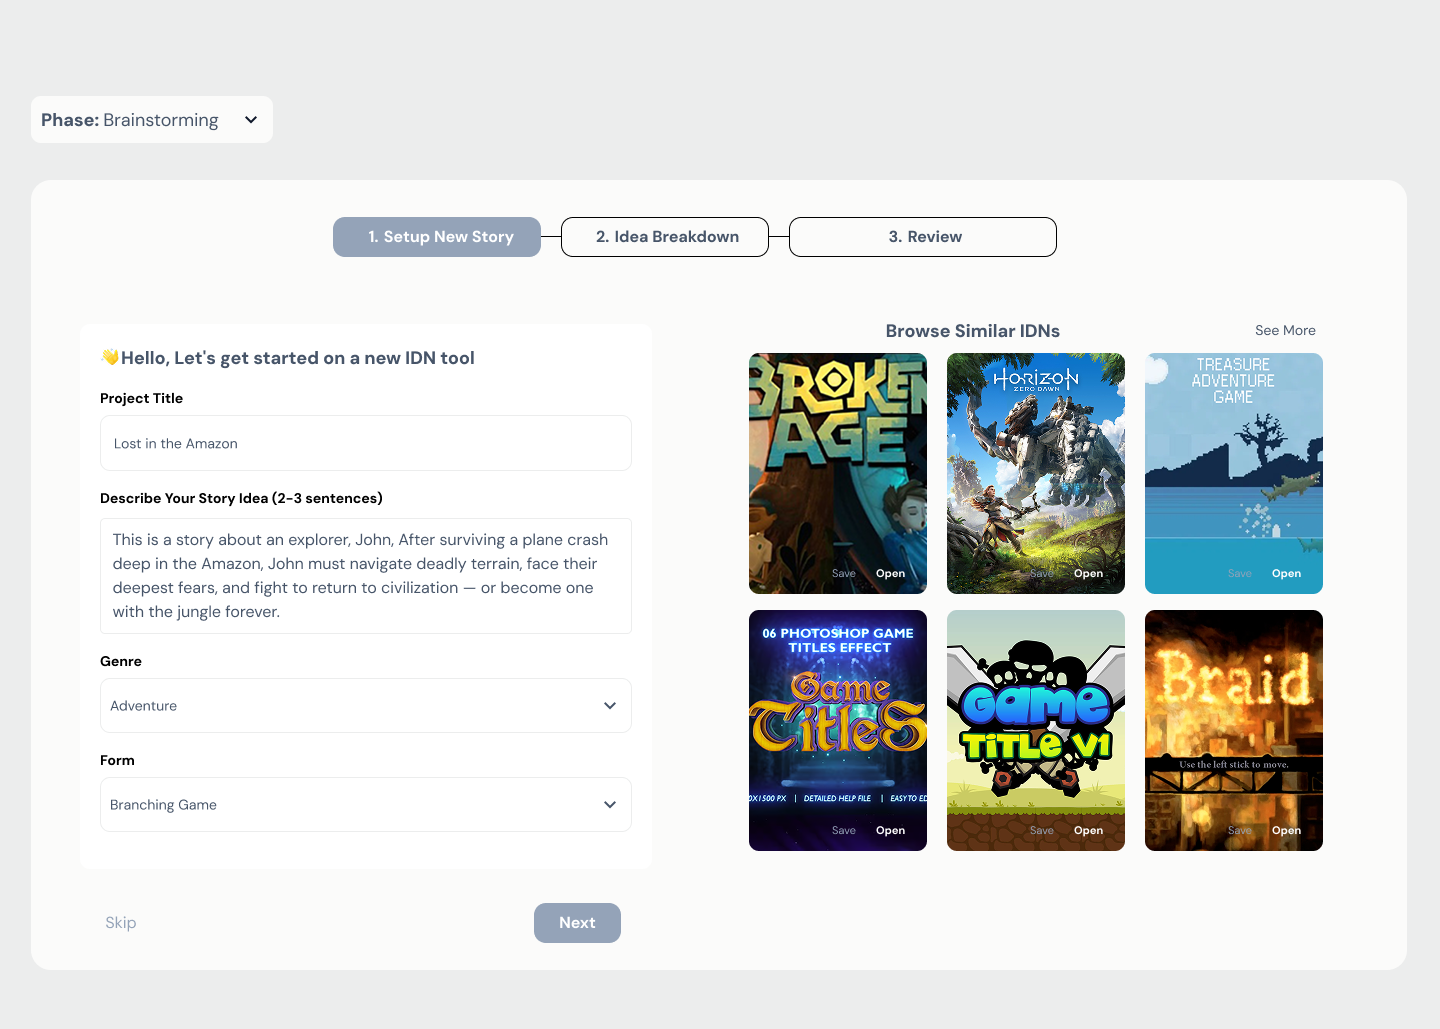 Phase: Brainstorming
1. Setup New Story
2. Idea Breakdown
3. Review
👋Hello, Let's get started on a new IDN tool
Project Title
Lost in the Amazon
Describe Your Story Idea (2-3 sentences)
This is a story about an explorer, John, After surviving a plane crash
deep in the Amazon, John must navigate deadly terrain, face their
deepest fears, and fight to return to civilization — or become one
with the jungle forever.
Genre
Adventure
Form
Branching Game
Skip
Next
Browse Similar IDNs
See More
BROKEN
AGE
Save Open
HORIZON
ZERO DAWN
Save Open
TREASURE
ADVENTURE
GAME
Save Open
06 PHOTOSHOP GAME
TITLES EFFECT
Game
Titles
0X1500 PX | DETAILED HELP FILE | EASY TO ED
Save Open
Game
TiTLe V1
Save Open
Braid
Use the left stick to move.
Save Open